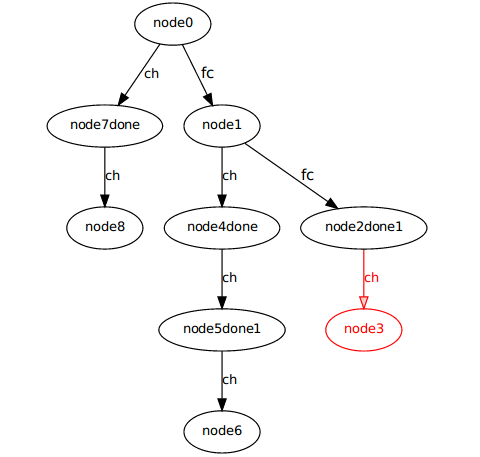 node0
ch
fc
node7done
node1
ch
ch
fc
node8
node4done
node2done1
ch
ch
node5done1
node3
ch
node6